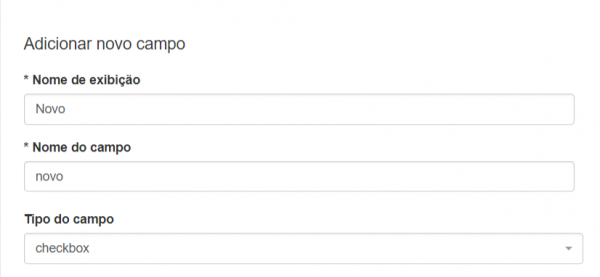 Adicionar novo campo
* Nome de exibição
Novo
* Nome do campo
novo
Tipo do campo
checkbox